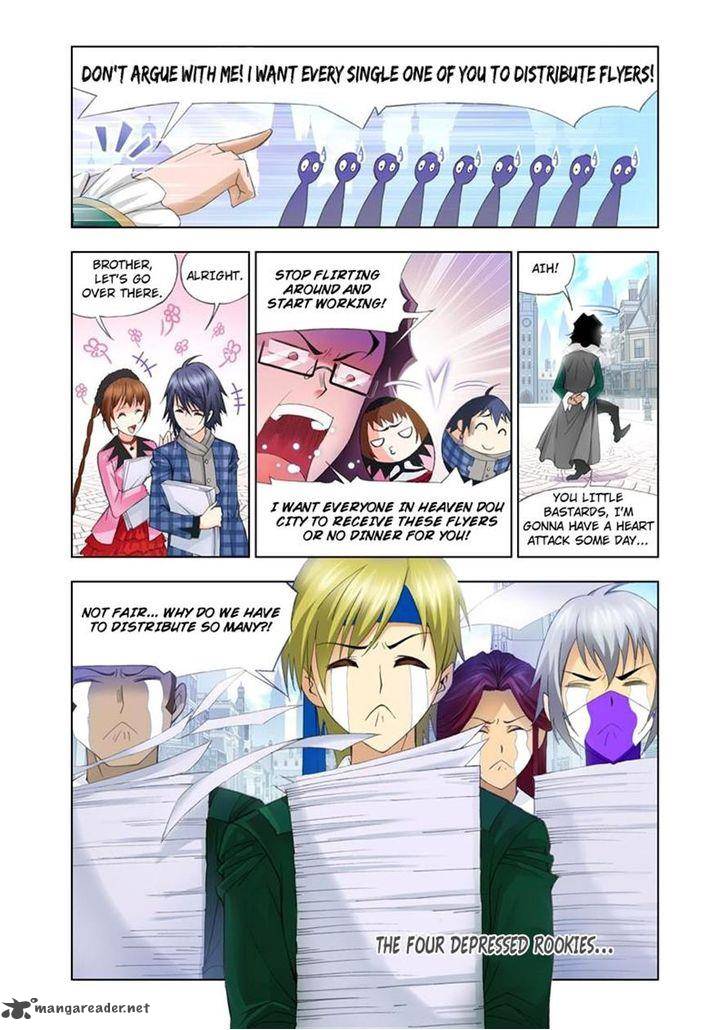 DON'T ARGUE WITH ME! I WANT EVERY SINGLE ONE OF YOU TO DISTRIBUTE FLYERS!
BROTHER,
LET'S GO
OVER THERE.
ALRIGHT.
STOP FLIRTING
AROUND AND
START WORKING!
I WANT EVERYONE IN HEAVEN DOU
CITY TO RECEIVE THESE FLYERS
OR NO DINNER FOR YOU!
AIH!
YOU LITTLE
BASTARDS, I'M
GONNA HAVE A HEART
ATTACK SOME DAY...
NOT FAIR... WHY DO WE HAVE
TO DISTRIBUTE SO MANY?!
THE FOUR DEPRESSED ROOKIES...
mangareader.net